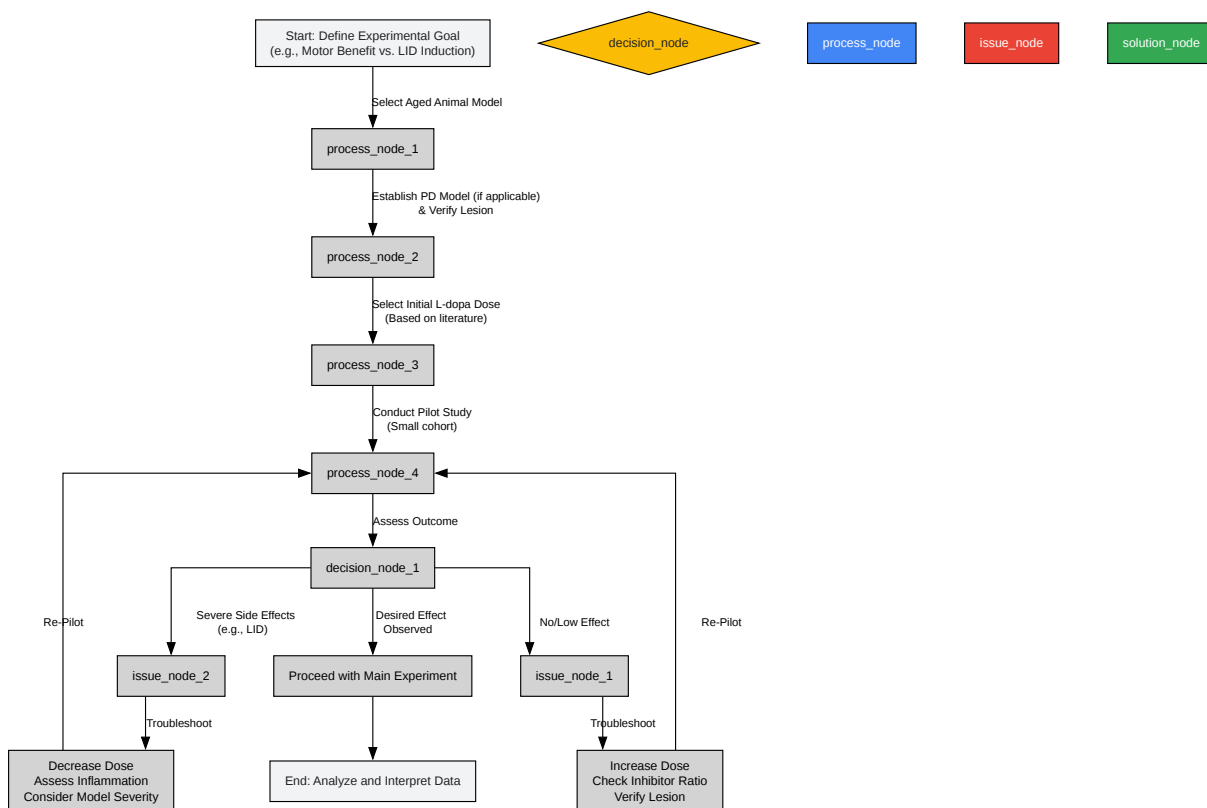 Start: Define Experimental Goal
(e.g., Motor Benefit vs. LID Induction)
decision_node
process_node
issue_node
solution_node
Select Aged Animal Model
process_node_1
Establish PD Model (if applicable)
& Verify Lesion
process_node_2
Select Initial L-dopa Dose
(Based on literature)
process_node_3
Conduct Pilot Study
(Small cohort)
process_node_4
Assess Outcome
decision_node_1
Re-Pilot
Severe Side Effects
(e.g., LID)
Desired Effect
Observed
No/Low Effect
Re-Pilot
issue_node_2
Proceed with Main Experiment
issue_node_1
Troubleshoot
Troubleshoot
Decrease Dose
Assess Inflammation
Consider Model Severity
End: Analyze and Interpret Data
Increase Dose
Check Inhibitor Ratio
Verify Lesion